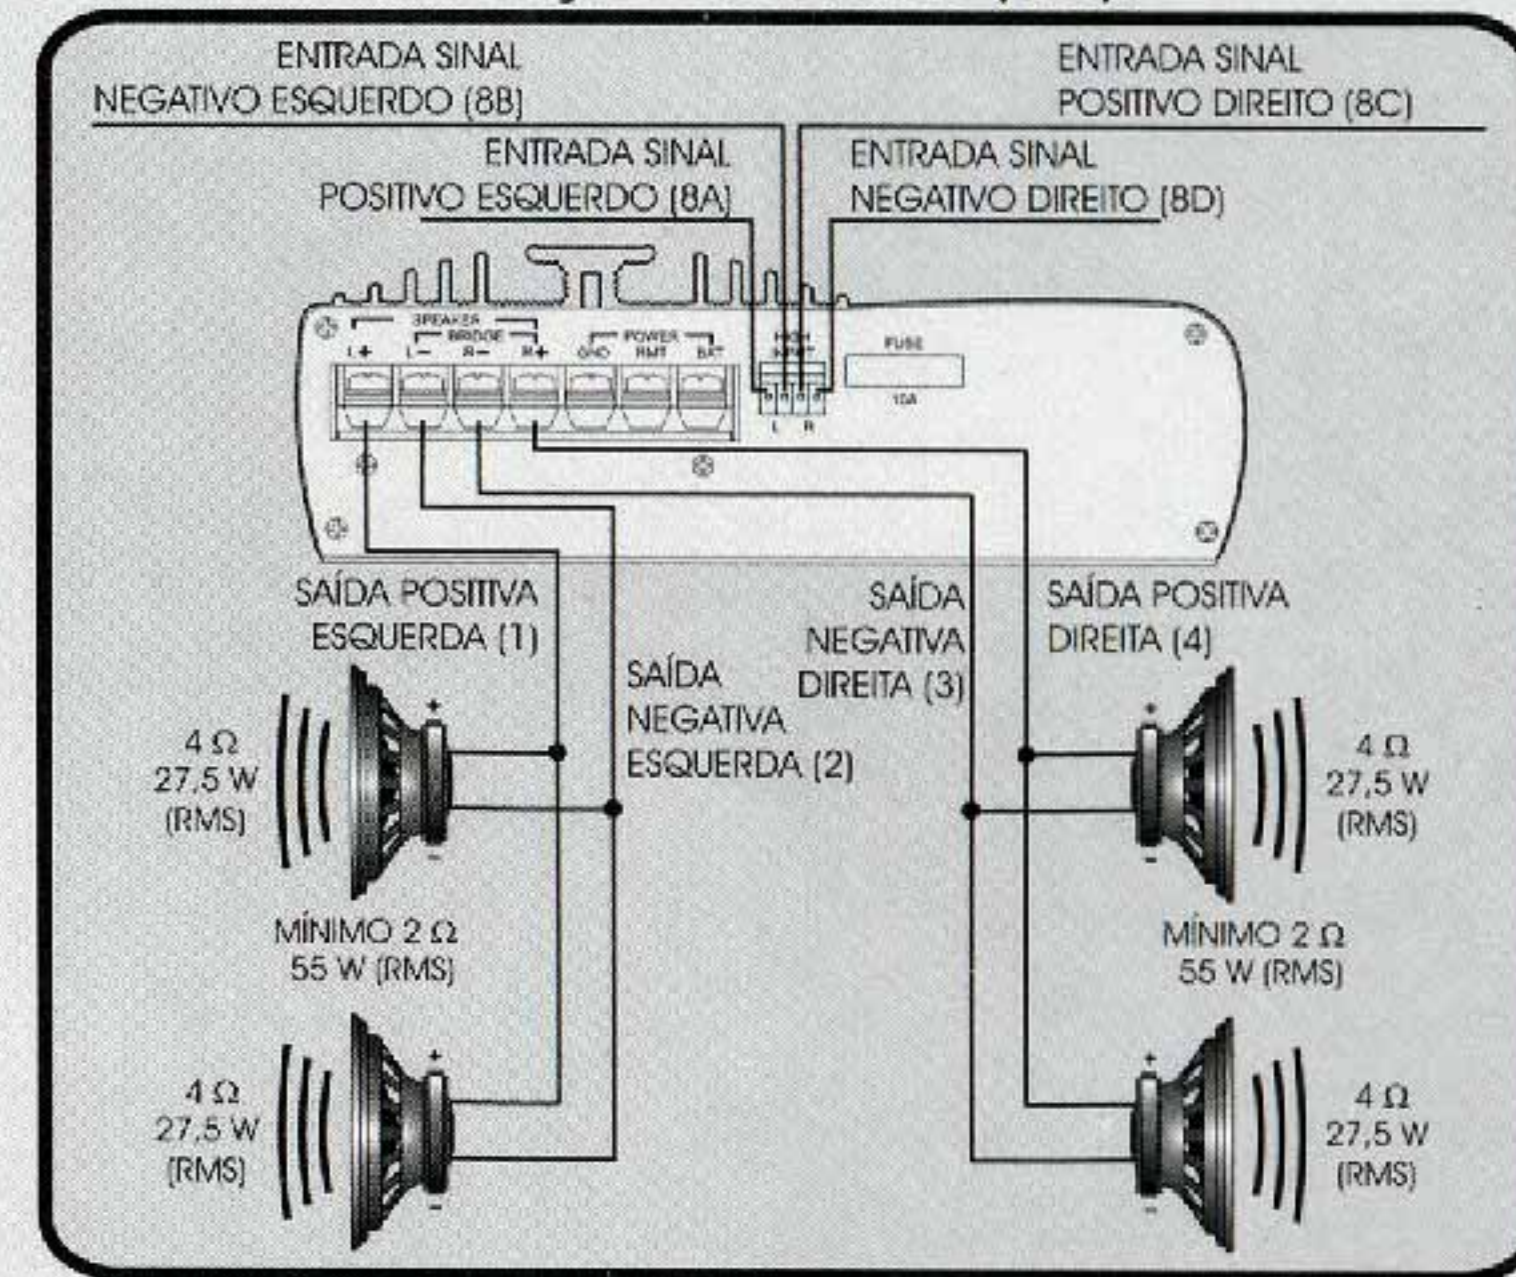 ENTRADA SINAL
NEGATIVO ESQUERDO (8B)
ENTRADA SINAL
POSITIVO DIREITO (8C)
ENTRADA SINAL
POSITIVO ESQUERDO (8A)
ENTRADA SINAL
NEGATIVO DIREITO (8D)
SPEAKER
BRIDGE
POWER
L+ L- R- R+ GND RMT BAT
HIGH
INPUT
FUSE
10A
L R
SAÍDA POSITIVA
ESQUERDA (1)
SAÍDA
NEGATIVA
ESQUERDA (2)
SAÍDA
NEGATIVA
DIREITA (3)
SAÍDA POSITIVA
DIREITA (4)
4 Ω
27,5 W
(RMS)
+
-
+
-
4 Ω
27,5 W
(RMS)
MÍNIMO 2 Ω
55 W (RMS)
MÍNIMO 2 Ω
55 W (RMS)
4 Ω
27,5 W
(RMS)
+
-
+
-
4 Ω
27,5 W
(RMS)